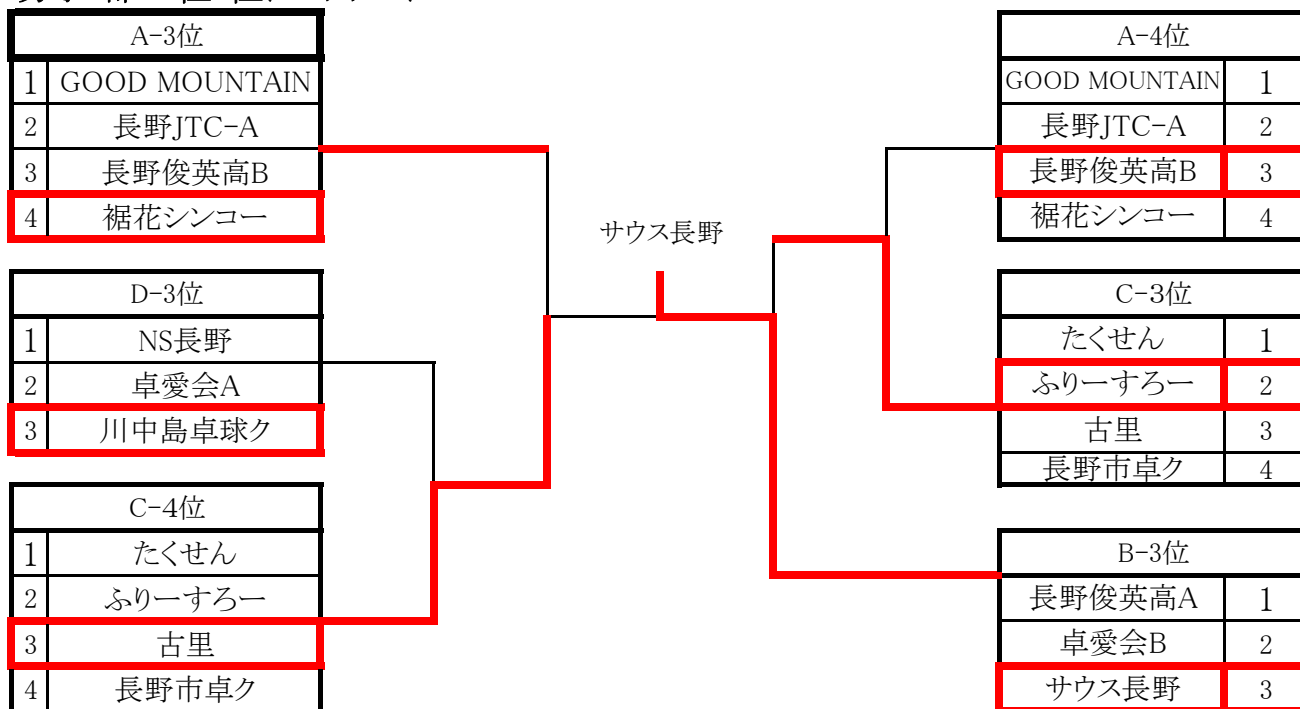 A-3位
1 GOOD MOUNTAIN
2 長野JTC-A
3 長野俊英高B
4 裾花シンコー
D-3位
1 NS長野
2 卓愛会A
3 川中島卓球ク
C-4位
1 たくせん
2 ふりーすろー
3 古里
4 長野市卓ク
サウス長野
A-4位
GOOD MOUNTAIN 1
長野JTC-A 2
長野俊英高B 3
裾花シンコー 4
C-3位
たくせん 1
ふりーすろー 2
古里 3
長野市卓ク 4
B-3位
長野俊英高A 1
卓愛会B 2
サウス長野 3